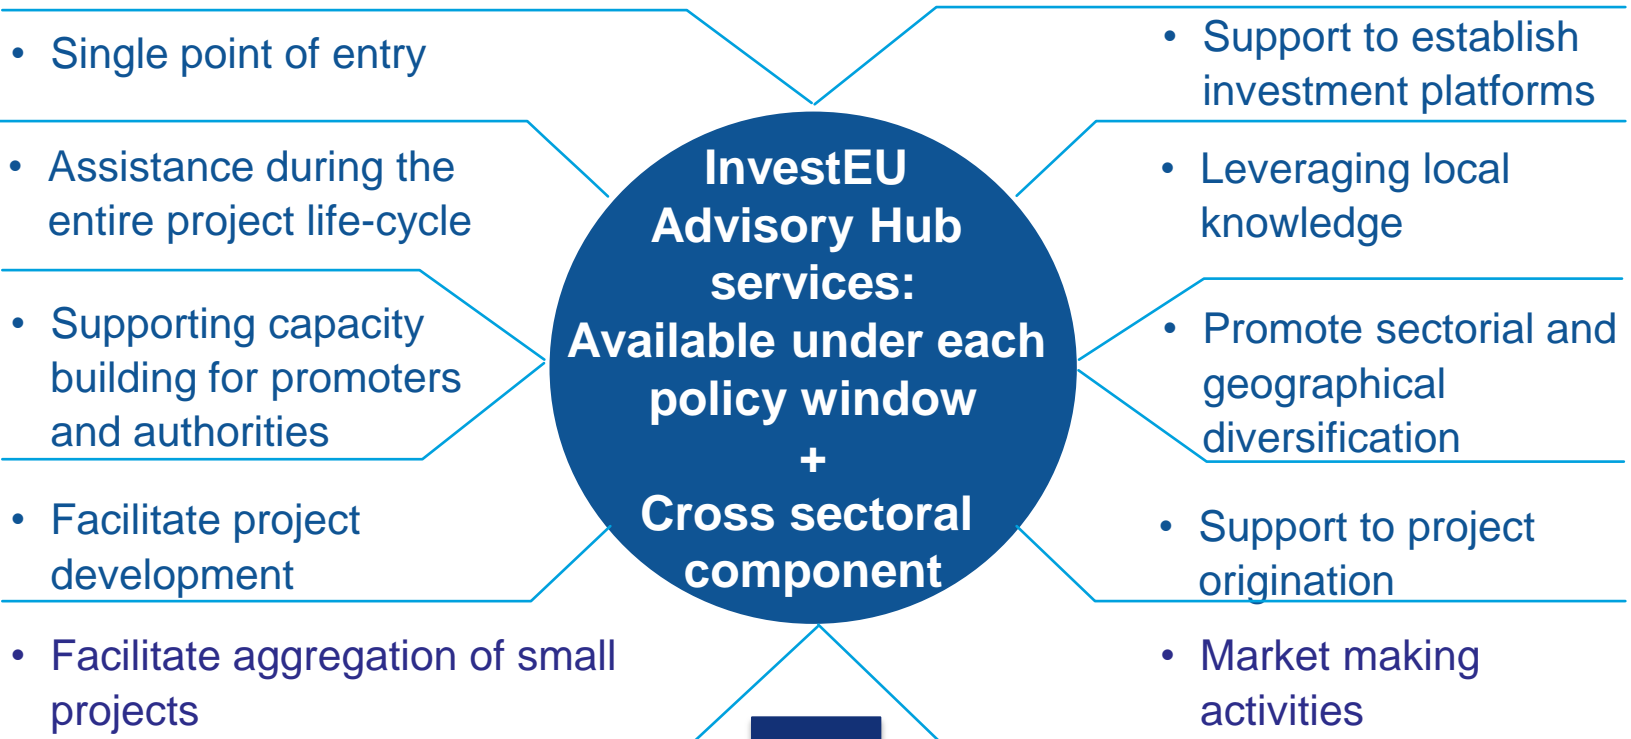 • Single point of entry
• Assistance during the
entire project life-cycle
• Supporting capacity
building for promoters
and authorities
• Facilitate project
development
• Facilitate aggregation of small
projects
InvestEU
Advisory Hub
services:
Available under each
policy window
+
Cross sectoral
component
• Support to establish
investment platforms
• Leveraging local
knowledge
• Promote sectorial and
geographical
diversification
• Support to project
origination
• Market making
activities